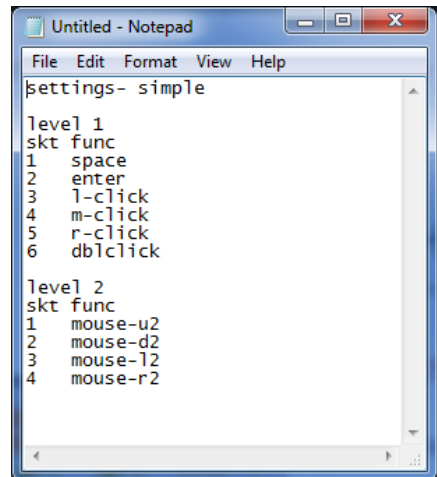 Untitled - Notepad
File Edit Format View Help
settings- simple
level 1
skt func
1 space
2 enter
3 l-click
4 m-click
5 r-click
6 dblclick
level 2
skt func
1 mouse-u2
2 mouse-d2
3 mouse-l2
4 mouse-r2